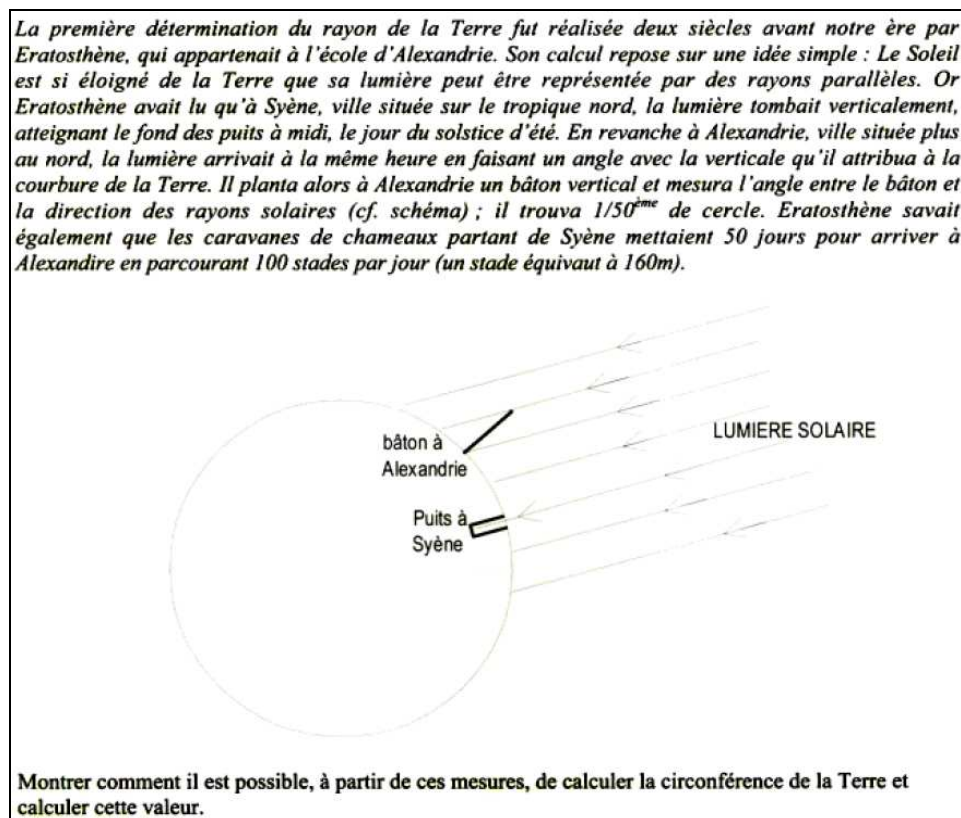 La première détermination du rayon de la Terre fut réalisée deux siècles avant notre ère par
Eratosthène, qui appartenait à l'école d'Alexandrie. Son calcul repose sur une idée simple : Le Soleil
est si éloigné de la Terre que sa lumière peut être représentée par des rayons parallèles. Or
Eratosthène avait lu qu'à Syène, ville située sur le tropique nord, la lumière tombait verticalement,
atteignant le fond des puits à midi, le jour du solstice d'été. En revanche à Alexandrie, ville située plus
au nord, la lumière arrivait à la même heure en faisant un angle avec la verticale qu'il attribua à la
courbure de la Terre. Il planta alors à Alexandrie un bâton vertical et mesura l'angle entre le bâton et
la direction des rayons solaires (cf. schéma) ; il trouva 1/50ème de cercle. Eratosthène savait
également que les caravanes de chameaux partant de Syène mettaient 50 jours pour arriver à
Alexandire en parcourant 100 stades par jour (un stade équivaut à 160m).
bâton à
Alexandrie
LUMIERE SOLAIRE
Puits à
Syène
Montrer comment il est possible, à partir de ces mesures, de calculer la circonférence de la Terre et
calculer cette valeur.